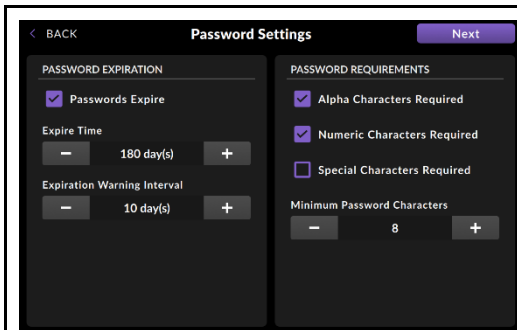 BACK
Password Settings
Next
PASSWORD EXPIRATION
Passwords Expire
Expire Time
− 180 day(s) +
Expiration Warning Interval
− 10 day(s) +
PASSWORD REQUIREMENTS
Alpha Characters Required
Numeric Characters Required
Special Characters Required
Minimum Password Characters
− 8 +